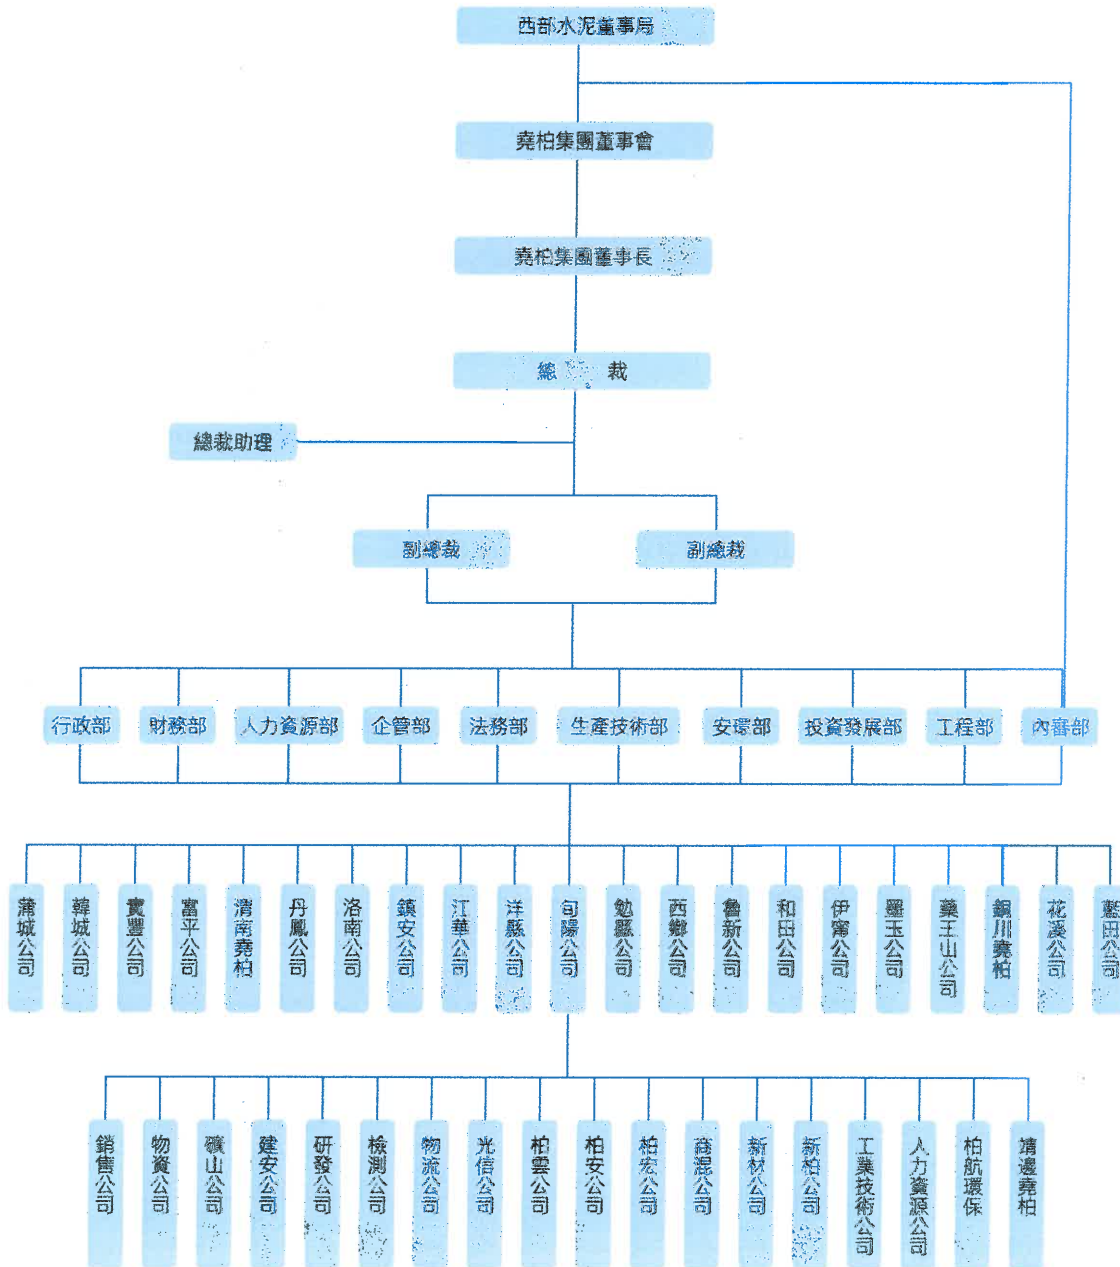 西部水泥董事局
堯柏集團董事會
堯柏集團董事長
總 裁
總裁助理
副總裁
副總裁
行政部
財務部
人力資源部
企管部
法務部
生產技術部
安環部
投資發展部
工程部
內審部
蒲城公司
韓城公司
實豐公司
富平公司
渭南堯柏
丹鳳公司
洛南公司
鎮安公司
江華公司
洋縣公司
旬陽公司
勉縣公司
西鄉公司
魯新公司
和田公司
伊甯公司
墨玉公司
藥王山公司
銅川堯柏
花溪公司
藍田公司
銷售公司
物資公司
礦山公司
建安公司
研發公司
檢測公司
物流公司
光信公司
柏雲公司
柏安公司
柏宏公司
商混公司
新材公司
新柏公司
工業技術公司
人力資源公司
柏航環保
靖邊堯柏